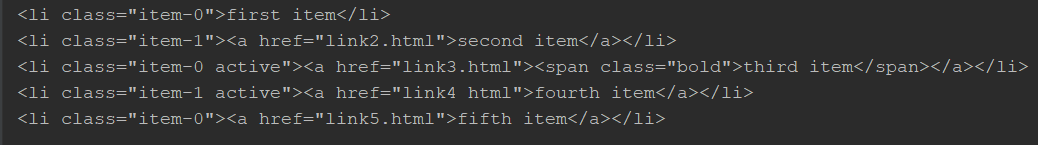 <li class="item-0">first item</li>
<li class="item-1"><a href="link2.html">second item</a></li>
<li class="item-0 active"><a href="link3.html"><span class="bold">third item</span></a></li>
<li class="item-1 active"><a href="link4 html">fourth item</a></li>
<li class="item-0"><a href="link5.html">fifth item</a></li>